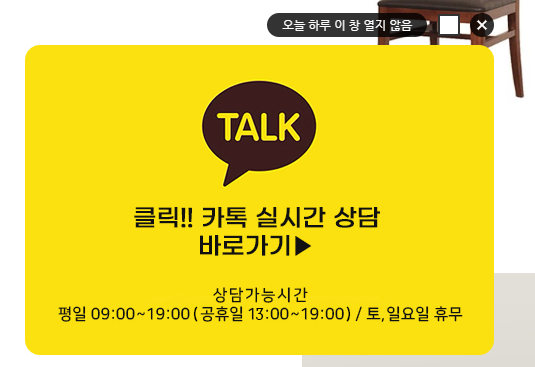 오늘 하루 이 창 열지 않음
TALK
클릭!! 카톡 실시간 상담
바로가기▶
상담가능시간
평일 09:00~19:00 (공휴일 13:00~19:00) / 토,일요일 휴무